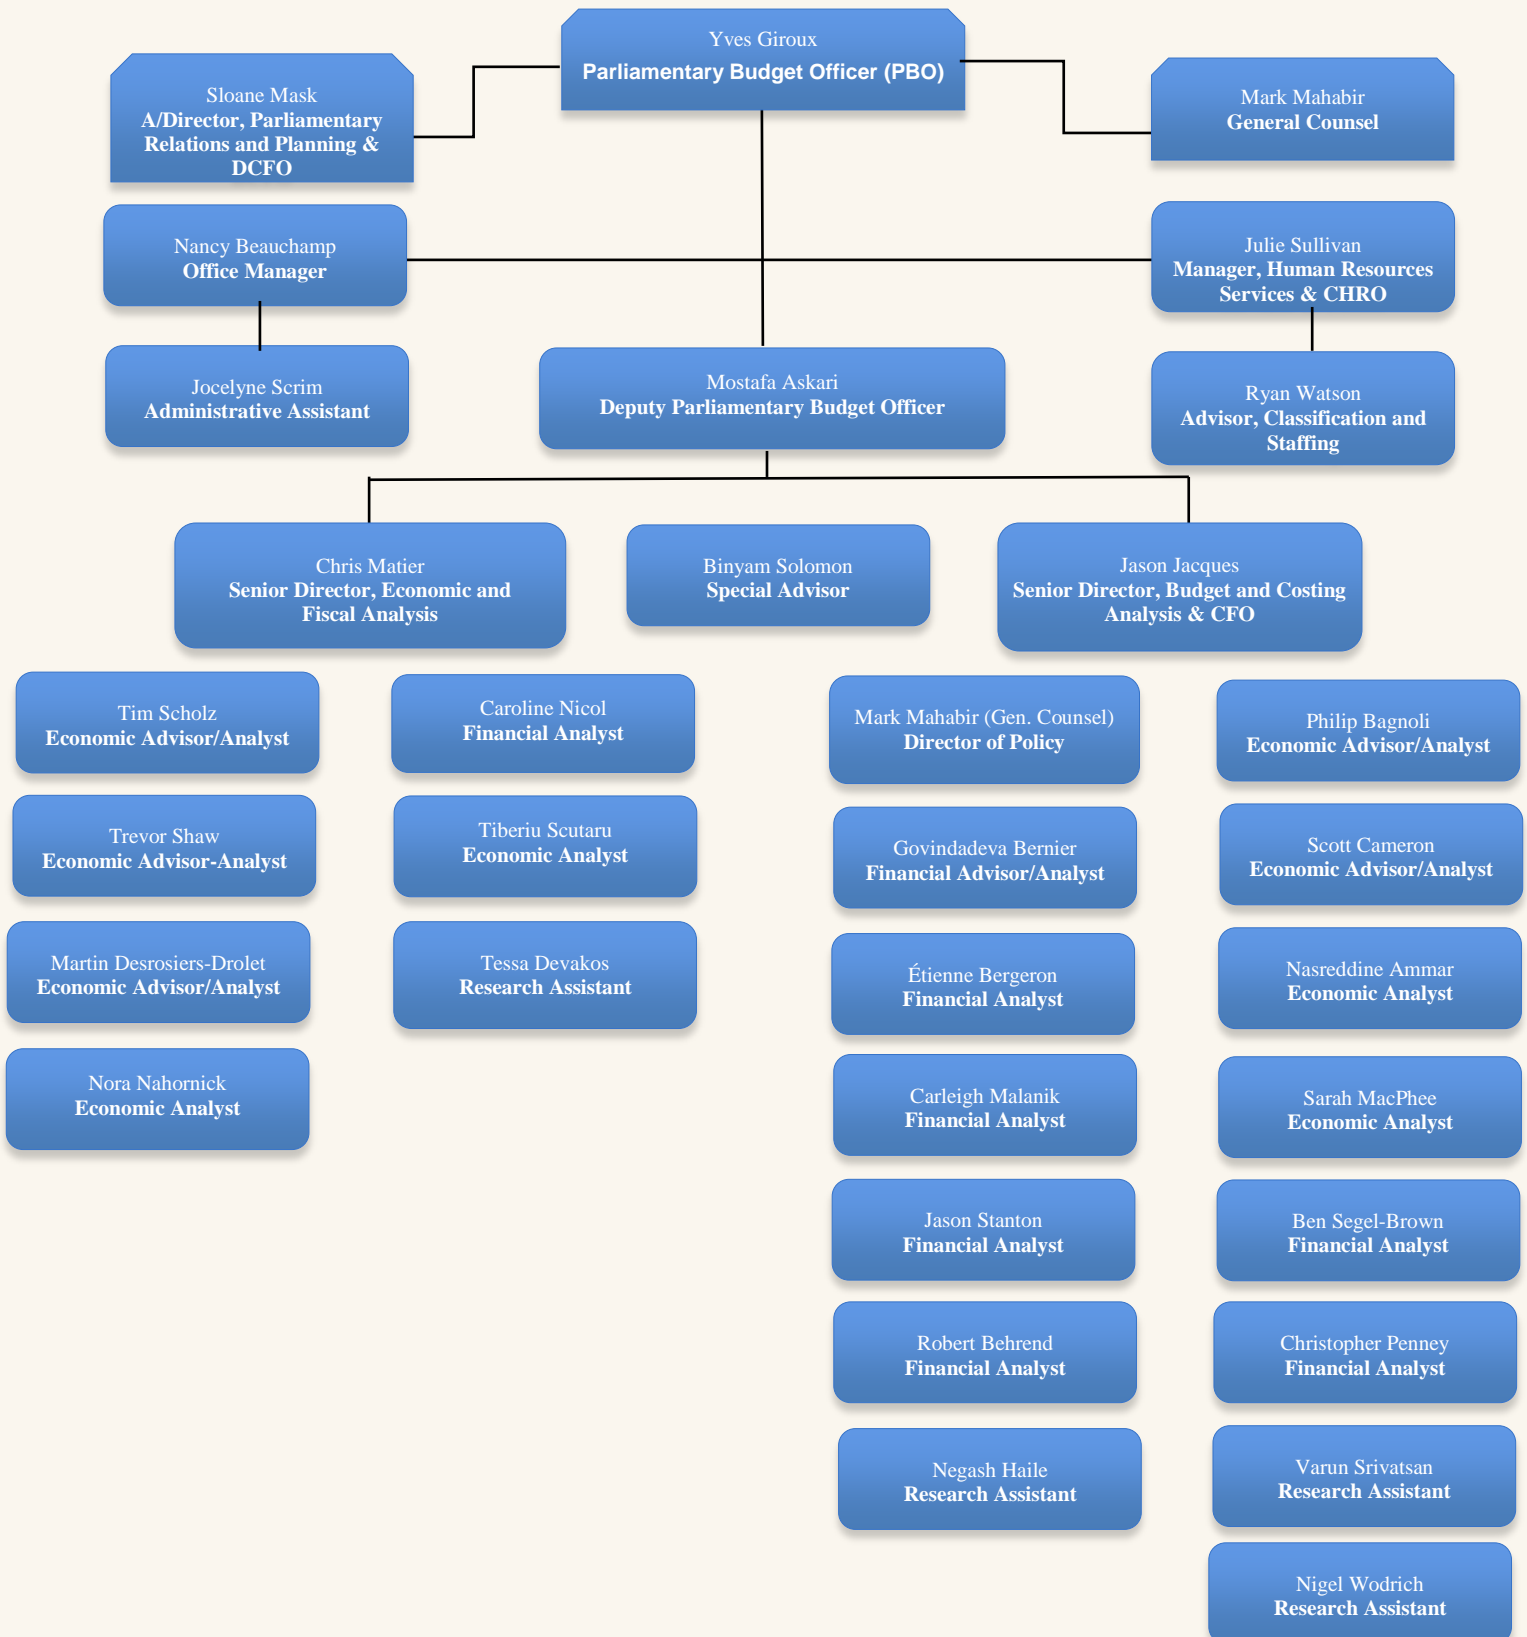 Yves Giroux
Parliamentary Budget Officer (PBO)
Sloane Mask
A/Director, Parliamentary
Relations and Planning &
DCFO
Mark Mahabir
General Counsel
Nancy Beauchamp
Office Manager
Julie Sullivan
Manager, Human Resources
Services & CHRO
Jocelyne Scrim
Administrative Assistant
Mostafa Askari
Deputy Parliamentary Budget Officer
Ryan Watson
Advisor, Classification and
Staffing
Chris Matier
Senior Director, Economic and
Fiscal Analysis
Binyam Solomon
Special Advisor
Jason Jacques
Senior Director, Budget and Costing
Analysis & CFO
Tim Scholz
Economic Advisor/Analyst
Caroline Nicol
Financial Analyst
Mark Mahabir (Gen. Counsel)
Director of Policy
Philip Bagnoli
Economic Advisor/Analyst
Trevor Shaw
Economic Advisor-Analyst
Tiberiu Scutaru
Economic Analyst
Govindadeva Bernier
Financial Advisor/Analyst
Scott Cameron
Economic Advisor/Analyst
Martin Desrosiers-Drolet
Economic Advisor/Analyst
Tessa Devakos
Research Assistant
Étienne Bergeron
Financial Analyst
Nasreddine Ammar
Economic Analyst
Nora Nahornick
Economic Analyst
Carleigh Malanik
Financial Analyst
Sarah MacPhee
Economic Analyst
Jason Stanton
Financial Analyst
Ben Segel-Brown
Financial Analyst
Robert Behrend
Financial Analyst
Christopher Penney
Financial Analyst
Negash Haile
Research Assistant
Varun Srivatsan
Research Assistant
Nigel Wodrich
Research Assistant